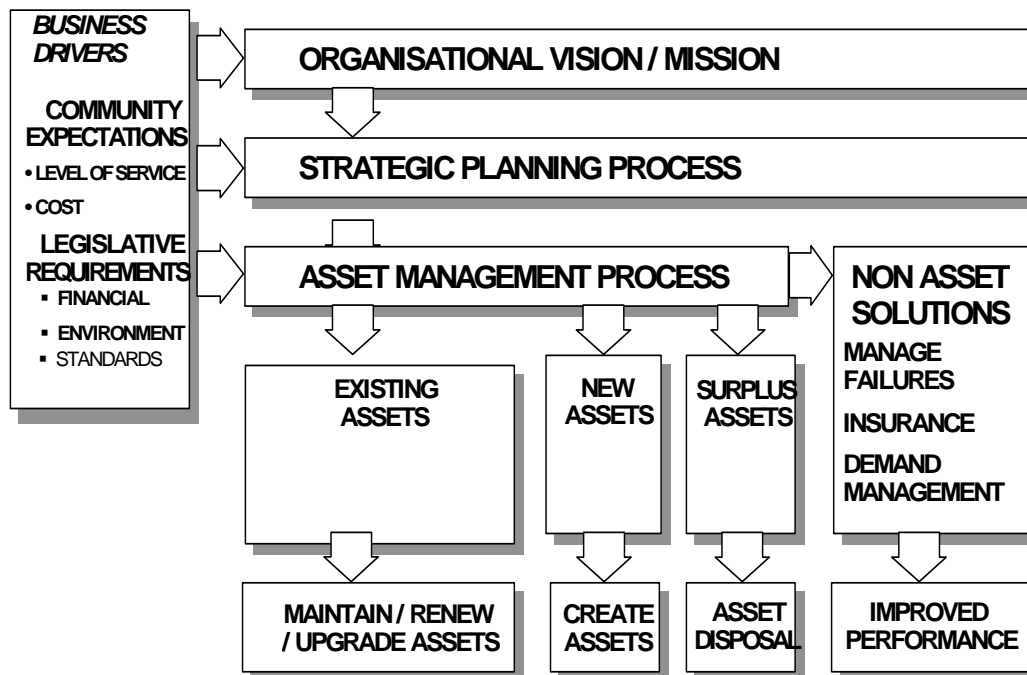 BUSINESS
DRIVERS
COMMUNITY
EXPECTATIONS
• LEVEL OF SERVICE
• COST
LEGISLATIVE
REQUIREMENTS
▪ FINANCIAL
▪ ENVIRONMENT
▪ STANDARDS
ORGANISATIONAL VISION / MISSION
STRATEGIC PLANNING PROCESS
ASSET MANAGEMENT PROCESS
NON ASSET
SOLUTIONS
MANAGE
FAILURES
INSURANCE
DEMAND
MANAGEMENT
EXISTING
ASSETS
NEW
ASSETS
SURPLUS
ASSETS
MAINTAIN / RENEW
/ UPGRADE ASSETS
CREATE
ASSETS
ASSET
DISPOSAL
IMPROVED
PERFORMANCE